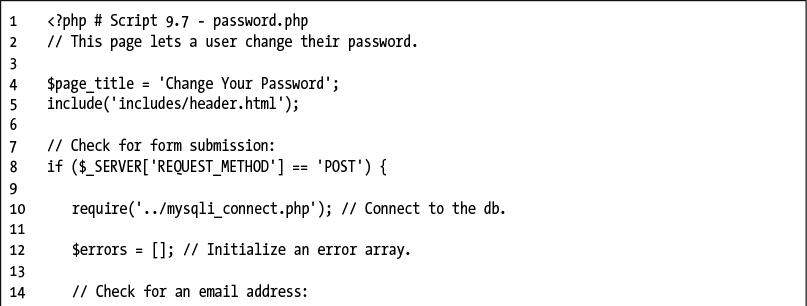 1 <?php # Script 9.7 - password.php
2 // This page lets a user change their password.
3
4 $page_title = 'Change Your Password';
5 include('includes/header.html');
6
7 // Check for form submission:
8 if ($_SERVER['REQUEST_METHOD'] == 'POST') {
9
10 require('../mysqli_connect.php'); // Connect to the db.
11
12 $errors = []; // Initialize an error array.
13
14 // Check for an email address: